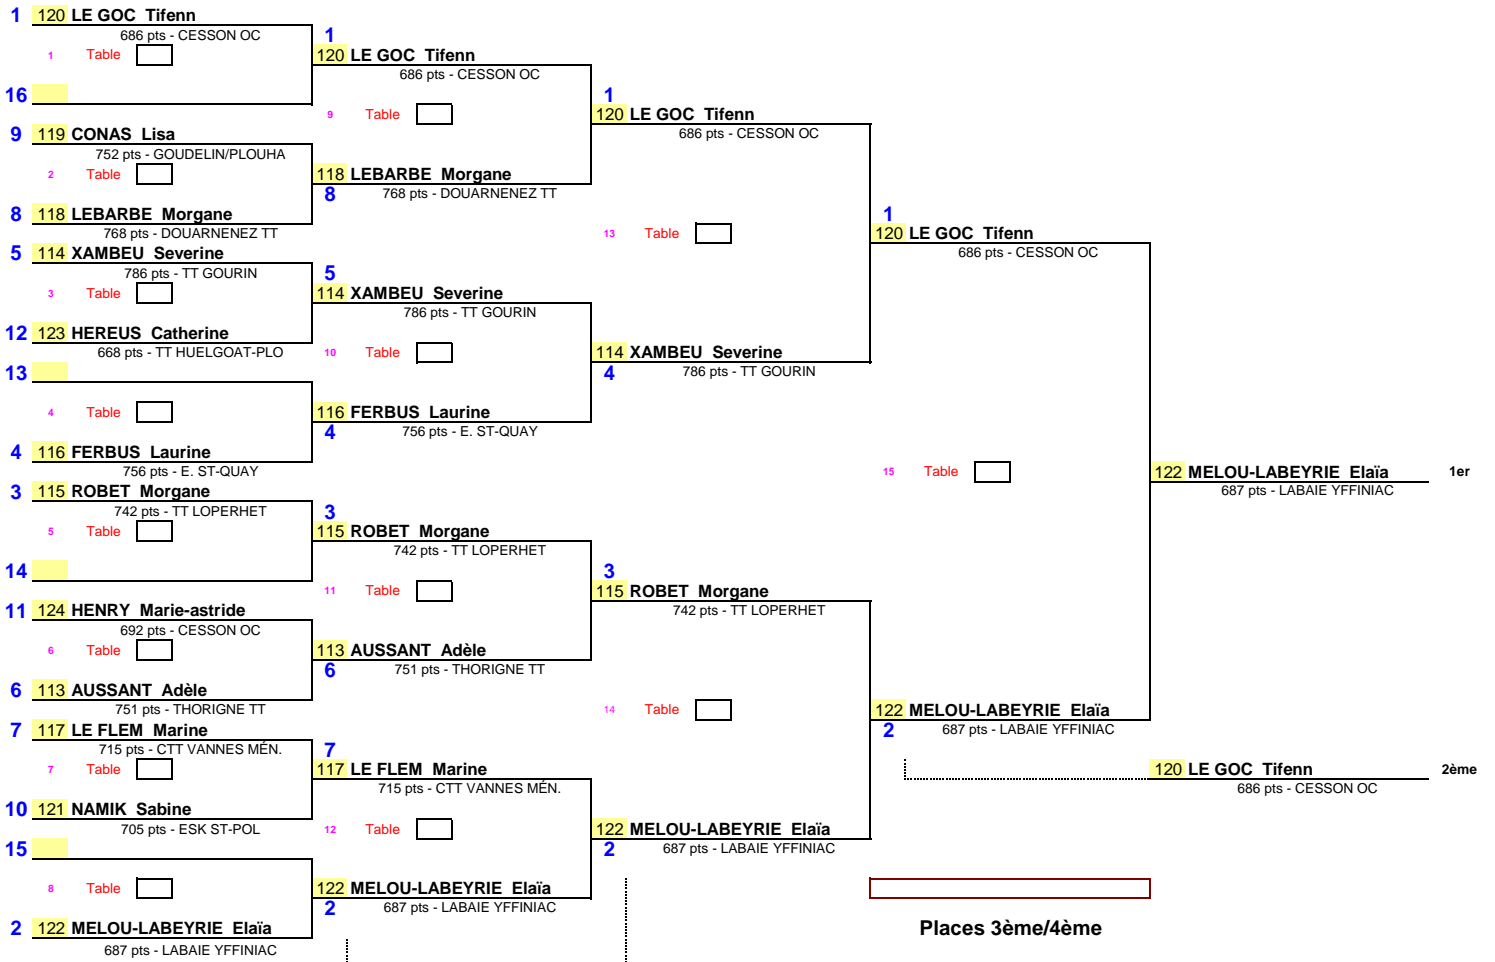 1 120 LE GOC Tifenn
686 pts - CESSON OC
1 Table
16
9 119 CONAS Lisa
752 pts - GOUDELIN/PLOUHA
2 Table
8 118 LEBARBE Morgane
768 pts - DOUARNENEZ TT
5 114 XAMBEU Severine
786 pts - TT GOURIN
3 Table
12 123 HEREUS Catherine
668 pts - TT HUELGOAT-PLO
13
4 Table
4 116 FERBUS Laurine
756 pts - E. ST-QUAY
3 115 ROBET Morgane
742 pts - TT LOPERHET
5 Table
14
11 124 HENRY Marie-astride
692 pts - CESSON OC
6 Table
6 113 AUSSANT Adèle
751 pts - THORIGNE TT
7 117 LE FLEM Marine
715 pts - CTT VANNES MÉN.
7 Table
10 121 NAMIK Sabine
705 pts - ESK ST-POL
15
8 Table
2 122 MELOU-LABEYRIE Elaïa
687 pts - LABAIE YFFINIAC
1
120 LE GOC Tifenn
686 pts - CESSON OC
9 Table
118 LEBARBE Morgane
8 768 pts - DOUARNENEZ TT
5
114 XAMBEU Severine
786 pts - TT GOURIN
10 Table
116 FERBUS Laurine
4 756 pts - E. ST-QUAY
3
115 ROBET Morgane
742 pts - TT LOPERHET
11 Table
113 AUSSANT Adèle
6 751 pts - THORIGNE TT
7
117 LE FLEM Marine
715 pts - CTT VANNES MÉN.
12 Table
122 MELOU-LABEYRIE Elaïa
2 687 pts - LABAIE YFFINIAC
1
120 LE GOC Tifenn
686 pts - CESSON OC
13 Table
114 XAMBEU Severine
4 786 pts - TT GOURIN
3
115 ROBET Morgane
742 pts - TT LOPERHET
14 Table
122 MELOU-LABEYRIE Elaïa
2 687 pts - LABAIE YFFINIAC
1
120 LE GOC Tifenn
686 pts - CESSON OC
15 Table
122 MELOU-LABEYRIE Elaïa
2 687 pts - LABAIE YFFINIAC
122 MELOU-LABEYRIE Elaïa 1er
687 pts - LABAIE YFFINIAC
120 LE GOC Tifenn 2ème
686 pts - CESSON OC
Places 3ème/4ème